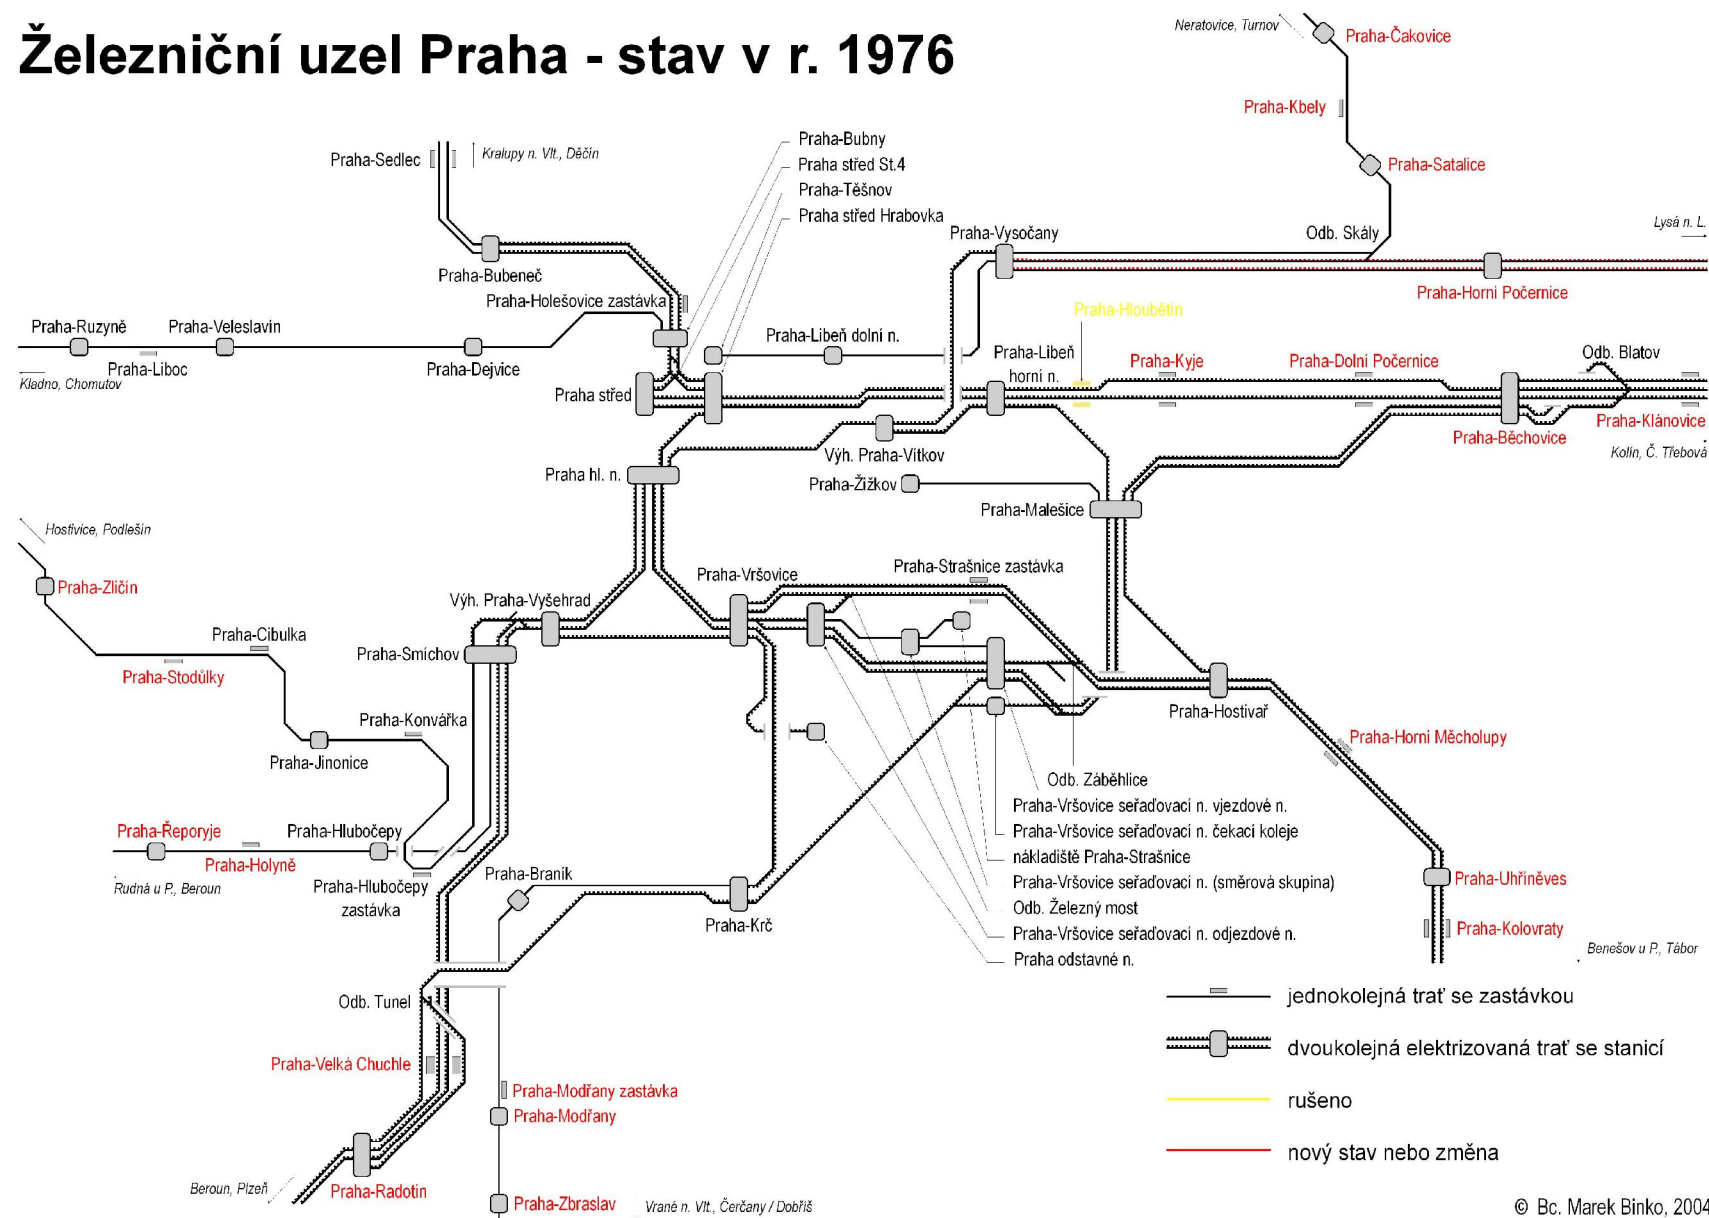 Železniční uzel Praha - stav v r. 1976
Neratovice, Turnov
Praha-Čakovice
Praha-Kbely
Praha-Satalice
Praha-Sedlec
Kralupy n. Vlt., Děčín
Praha-Bubny
Praha střed St.4
Praha-Těšnov
Praha střed Hrabovka
Praha-Vysočany
Odb. Skály
Lysá n. L.
Praha-Bubeneč
Praha-Holešovice zastávka
Praha-Horní Počernice
Praha-Hloubětín
Praha-Ruzyně
Praha-Veleslavín
Praha-Liboc
Praha-Dejvice
Kladno, Chomutov
Praha-Libeň dolní n.
Praha-Libeň
horní n.
Praha-Kyje
Praha-Dolní Počernice
Odb. Blatov
Praha střed
Praha-Klánovice
Praha-Běchovice
Kolín, Č. Třebová
Výh. Praha-Vítkov
Praha hl. n.
Praha-Žižkov
Praha-Malešice
Hostivice, Podlešín
Praha-Zličín
Praha-Vršovice
Praha-Strašnice zastávka
Výh. Praha-Vyšehrad
Praha-Cibulka
Praha-Smíchov
Praha-Stodůlky
Praha-Konvářka
Praha-Jinonice
Praha-Hostivař
Praha-Horní Měcholupy
Odb. Záběhlice
Praha-Vršovice seřaďovací n. vjezdové n.
Praha-Vršovice seřaďovací n. čekací koleje
nákladiště Praha-Strašnice
Praha-Vršovice seřaďovací n. (směrová skupina)
Odb. Železný most
Praha-Vršovice seřaďovací n. odjezdové n.
Praha odstavné n.
Praha-Řeporyje
Praha-Holyně
Praha-Hlubočepy
Rudná u P., Beroun
Praha-Hlubočepy
zastávka
Praha-Braník
Praha-Krč
Praha-Uhříněves
Praha-Kolovraty
Benešov u P., Tábor
Odb. Tunel
Praha-Velká Chuchle
Praha-Modřany zastávka
Praha-Modřany
Praha-Radotín
Beroun, Plzeň
Praha-Zbraslav
Vrané n. Vlt., Čerčany / Dobříš
jednokolejná trať se zastávkou
dvoukolejná elektrizovaná trať se stanicí
rušeno
nový stav nebo změna
© Bc. Marek Binko, 2004